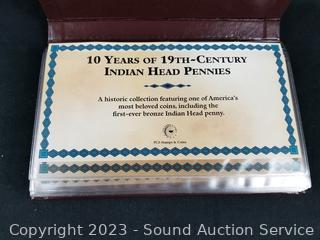 10 Years of 19th-Century
Indian Head Pennies
A historic collection featuring one of America's
most beloved coins, including the
first-ever bronze Indian Head penny.
PCS Stamps & Coins
Copyright 2023 - Sound Auction Service